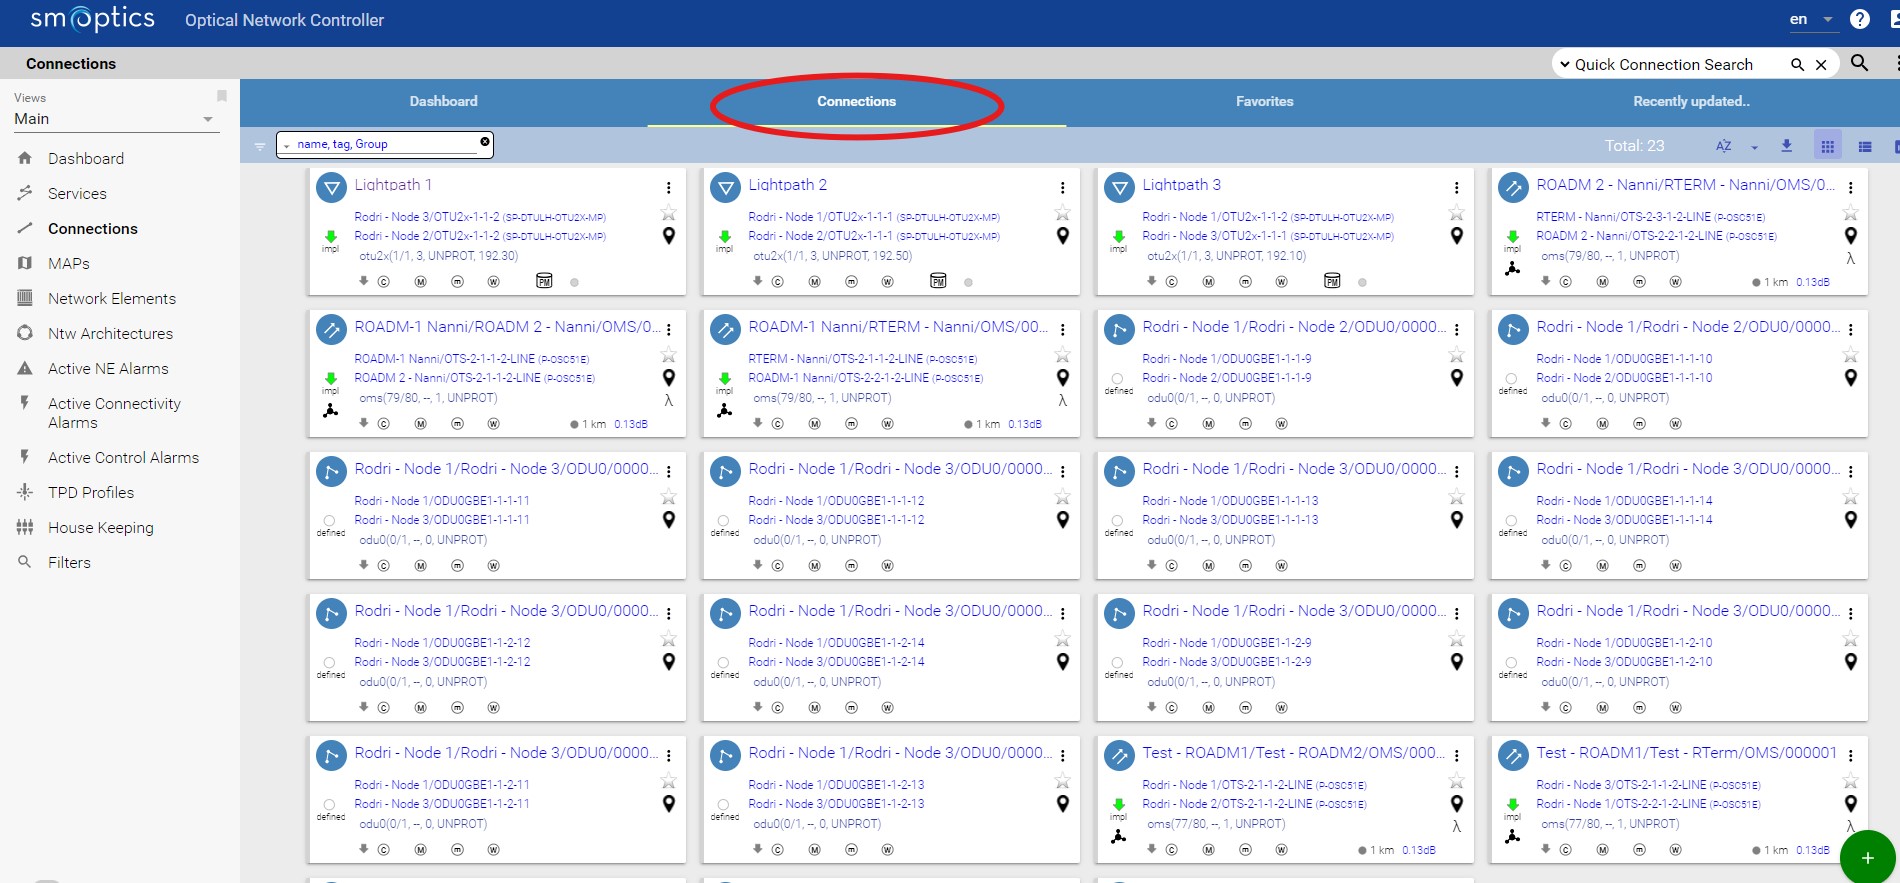 smoptics
Optical Network Controller
en
Connections
Quick Connection Search
Views
Main
Dashboard
Services
Connections
MAPs
Network Elements
Ntw Architectures
Active NE Alarms
Active Connectivity
Alarms
Active Control Alarms
TPD Profiles
House Keeping
Filters
Dashboard
Connections
Favorites
Recently updated..
name, tag, Group
Total: 23
AZ
Lightpath 1
Rodri - Node 3/OTU2x-1-1-2 (SP-DTULH-OTU2X-MP)
Rodri - Node 2/OTU2x-1-1-2 (SP-DTULH-OTU2X-MP)
impl
otu2x(1/1, 3, UNPROT, 192.30)
C M m W PM
Lightpath 2
Rodri - Node 1/OTU2x-1-1-1 (SP-DTULH-OTU2X-MP)
Rodri - Node 2/OTU2x-1-1-1 (SP-DTULH-OTU2X-MP)
impl
otu2x(1/1, 3, UNPROT, 192.50)
C M m W PM
Lightpath 3
Rodri - Node 1/OTU2x-1-1-2 (SP-DTULH-OTU2X-MP)
Rodri - Node 3/OTU2x-1-1-1 (SP-DTULH-OTU2X-MP)
impl
otu2x(1/1, 3, UNPROT, 192.10)
C M m W PM
ROADM 2 - Nanni/RTERM - Nanni/OMS/0...
RTERM - Nanni/OTS-2-3-1-2-LINE (P-OSC51E)
ROADM 2 - Nanni/OTS-2-2-1-2-LINE (P-OSC51E)
impl
oms(79/80, --, 1, UNPROT)
λ
C M m W 1 km 0.13dB
ROADM-1 Nanni/ROADM 2 - Nanni/OMS/0...
ROADM-1 Nanni/OTS-2-1-1-2-LINE (P-OSC51E)
ROADM 2 - Nanni/OTS-2-1-1-2-LINE (P-OSC51E)
impl
oms(79/80, --, 1, UNPROT)
λ
C M m W 1 km 0.13dB
ROADM-1 Nanni/RTERM - Nanni/OMS/00...
RTERM - Nanni/OTS-2-1-1-2-LINE (P-OSC51E)
ROADM-1 Nanni/OTS-2-2-1-2-LINE (P-OSC51E)
impl
oms(79/80, --, 1, UNPROT)
λ
C M m W 1 km 0.13dB
Rodri - Node 1/Rodri - Node 2/ODU0/0000...
Rodri - Node 1/ODU0GBE1-1-1-9
Rodri - Node 2/ODU0GBE1-1-1-9
defined
odu0(0/1, --, 0, UNPROT)
C M m W
Rodri - Node 1/Rodri - Node 2/ODU0/0000...
Rodri - Node 1/ODU0GBE1-1-1-10
Rodri - Node 2/ODU0GBE1-1-1-10
defined
odu0(0/1, --, 0, UNPROT)
C M m W
Rodri - Node 1/Rodri - Node 3/ODU0/0000...
Rodri - Node 1/ODU0GBE1-1-1-11
Rodri - Node 3/ODU0GBE1-1-1-11
defined
odu0(0/1, --, 0, UNPROT)
C M m W
Rodri - Node 1/Rodri - Node 3/ODU0/0000...
Rodri - Node 1/ODU0GBE1-1-1-12
Rodri - Node 3/ODU0GBE1-1-1-12
defined
odu0(0/1, --, 0, UNPROT)
C M m W
Rodri - Node 1/Rodri - Node 3/ODU0/0000...
Rodri - Node 1/ODU0GBE1-1-1-13
Rodri - Node 3/ODU0GBE1-1-1-13
defined
odu0(0/1, --, 0, UNPROT)
C M m W
Rodri - Node 1/Rodri - Node 3/ODU0/0000...
Rodri - Node 1/ODU0GBE1-1-1-14
Rodri - Node 3/ODU0GBE1-1-1-14
defined
odu0(0/1, --, 0, UNPROT)
C M m W
Rodri - Node 1/Rodri - Node 3/ODU0/0000...
Rodri - Node 1/ODU0GBE1-1-2-12
Rodri - Node 3/ODU0GBE1-1-2-12
defined
odu0(0/1, --, 0, UNPROT)
C M m W
Rodri - Node 1/Rodri - Node 3/ODU0/0000...
Rodri - Node 1/ODU0GBE1-1-2-14
Rodri - Node 3/ODU0GBE1-1-2-14
defined
odu0(0/1, --, 0, UNPROT)
C M m W
Rodri - Node 1/Rodri - Node 3/ODU0/0000...
Rodri - Node 1/ODU0GBE1-1-2-9
Rodri - Node 3/ODU0GBE1-1-2-9
defined
odu0(0/1, --, 0, UNPROT)
C M m W
Rodri - Node 1/Rodri - Node 3/ODU0/0000...
Rodri - Node 1/ODU0GBE1-1-2-10
Rodri - Node 3/ODU0GBE1-1-2-10
defined
odu0(0/1, --, 0, UNPROT)
C M m W
Rodri - Node 1/Rodri - Node 3/ODU0/0000...
Rodri - Node 1/ODU0GBE1-1-2-11
Rodri - Node 3/ODU0GBE1-1-2-11
defined
odu0(0/1, --, 0, UNPROT)
C M m W
Rodri - Node 1/Rodri - Node 3/ODU0/0000...
Rodri - Node 1/ODU0GBE1-1-2-13
Rodri - Node 3/ODU0GBE1-1-2-13
defined
odu0(0/1, --, 0, UNPROT)
C M m W
Test - ROADM1/Test - ROADM2/OMS/000...
Rodri - Node 1/OTS-2-1-1-2-LINE (P-OSC51E)
Rodri - Node 2/OTS-2-1-1-2-LINE (P-OSC51E)
impl
oms(77/80, --, 1, UNPROT)
λ
C M m W 1 km 0.13dB
Test - ROADM1/Test - RTerm/OMS/000001
Rodri - Node 3/OTS-2-1-1-2-LINE (P-OSC51E)
Rodri - Node 1/OTS-2-2-1-2-LINE (P-OSC51E)
impl
oms(77/80, --, 1, UNPROT)
λ
C M m W 1 km 0.13dB